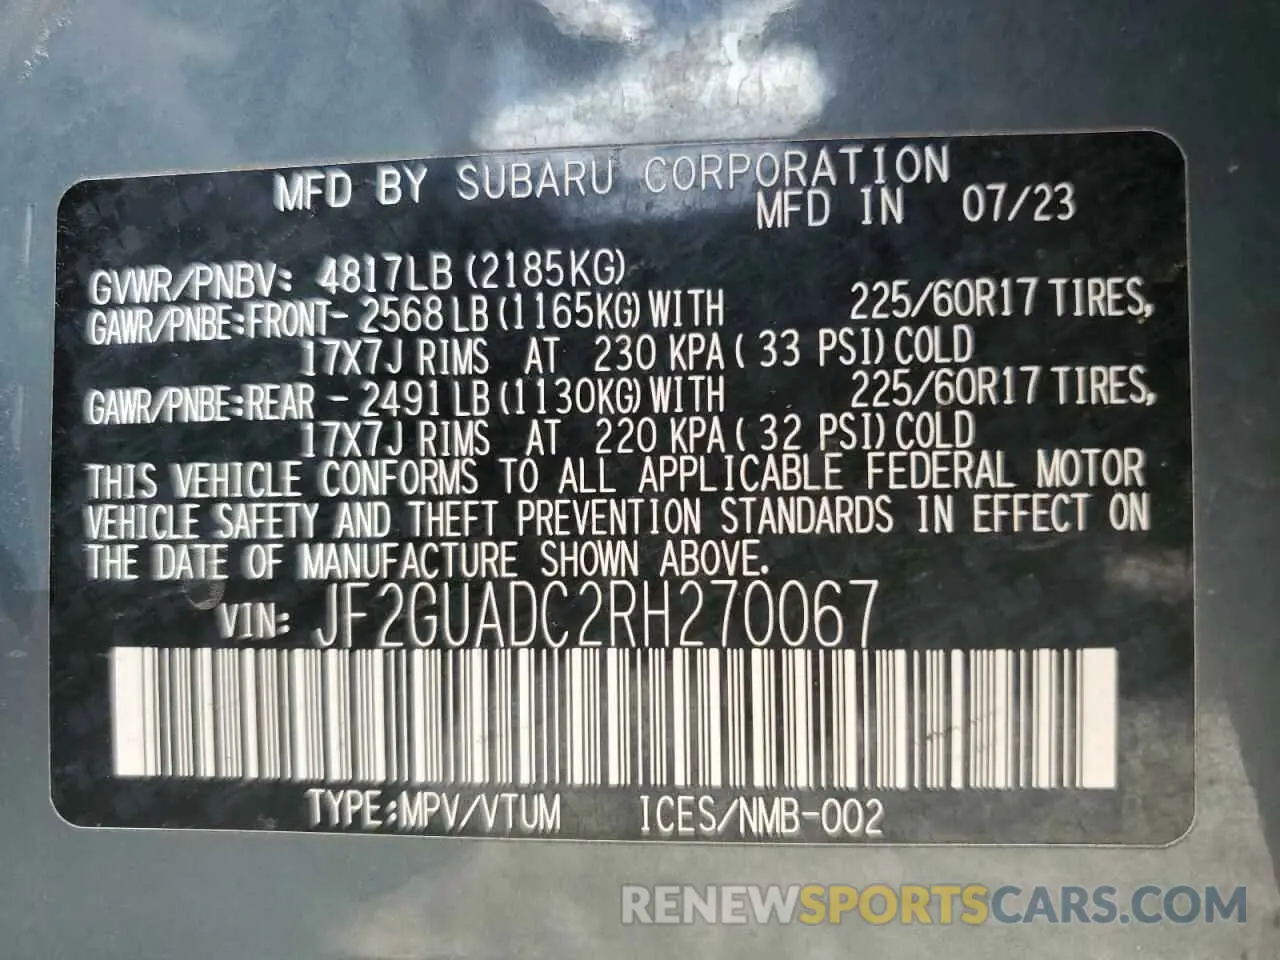 MFD BY SUBARU CORPORATION
MFD IN 07/23
GVWR/PNBV: 4817LB (2185KG)
GAWR/PNBE:FRONT- 2568 LB (1165KG) WITH 225/60R17 TIRES,
17X7J RIMS AT 230 KPA ( 33 PSI) COLD
GAWR/PNBE:REAR - 2491 LB (1130KG) WITH 225/60R17 TIRES,
17X7J RIMS AT 220 KPA ( 32 PSI) COLD
THIS VEHICLE CONFORMS TO ALL APPLICABLE FEDERAL MOTOR
VEHICLE SAFETY AND THEFT PREVENTION STANDARDS IN EFFECT ON
THE DATE OF MANUFACTURE SHOWN ABOVE.
VIN: JF2GUADC2RH270067
TYPE:MPV/VTUM ICES/NMB-002
RENEWSPORTSCARS.COM